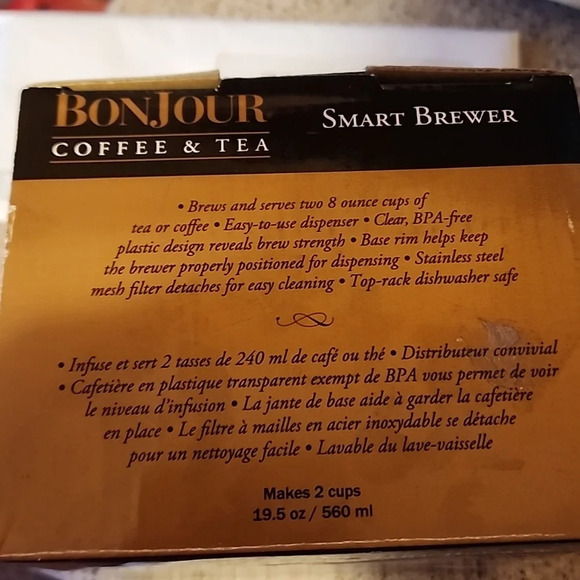 BONJOUR
COFFEE & TEA
SMART BREWER
• Brews and serves two 8 ounce cups of
tea or coffee • Easy-to-use dispenser • Clear, BPA-free
plastic design reveals brew strength • Base rim helps keep
the brewer properly positioned for dispensing • Stainless steel
mesh filter detaches for easy cleaning • Top-rack dishwasher safe
• Infuse et sert 2 tasses de 240 ml de café ou thé • Distributeur convivial
• Cafetière en plastique transparent exempt de BPA vous permet de voir
le niveau d'infusion • La jante de base aide à garder la cafetière
en place • Le filtre à mailles en acier inoxydable se détache
pour un nettoyage facile • Lavable du lave-vaisselle
Makes 2 cups
19.5 oz / 560 ml